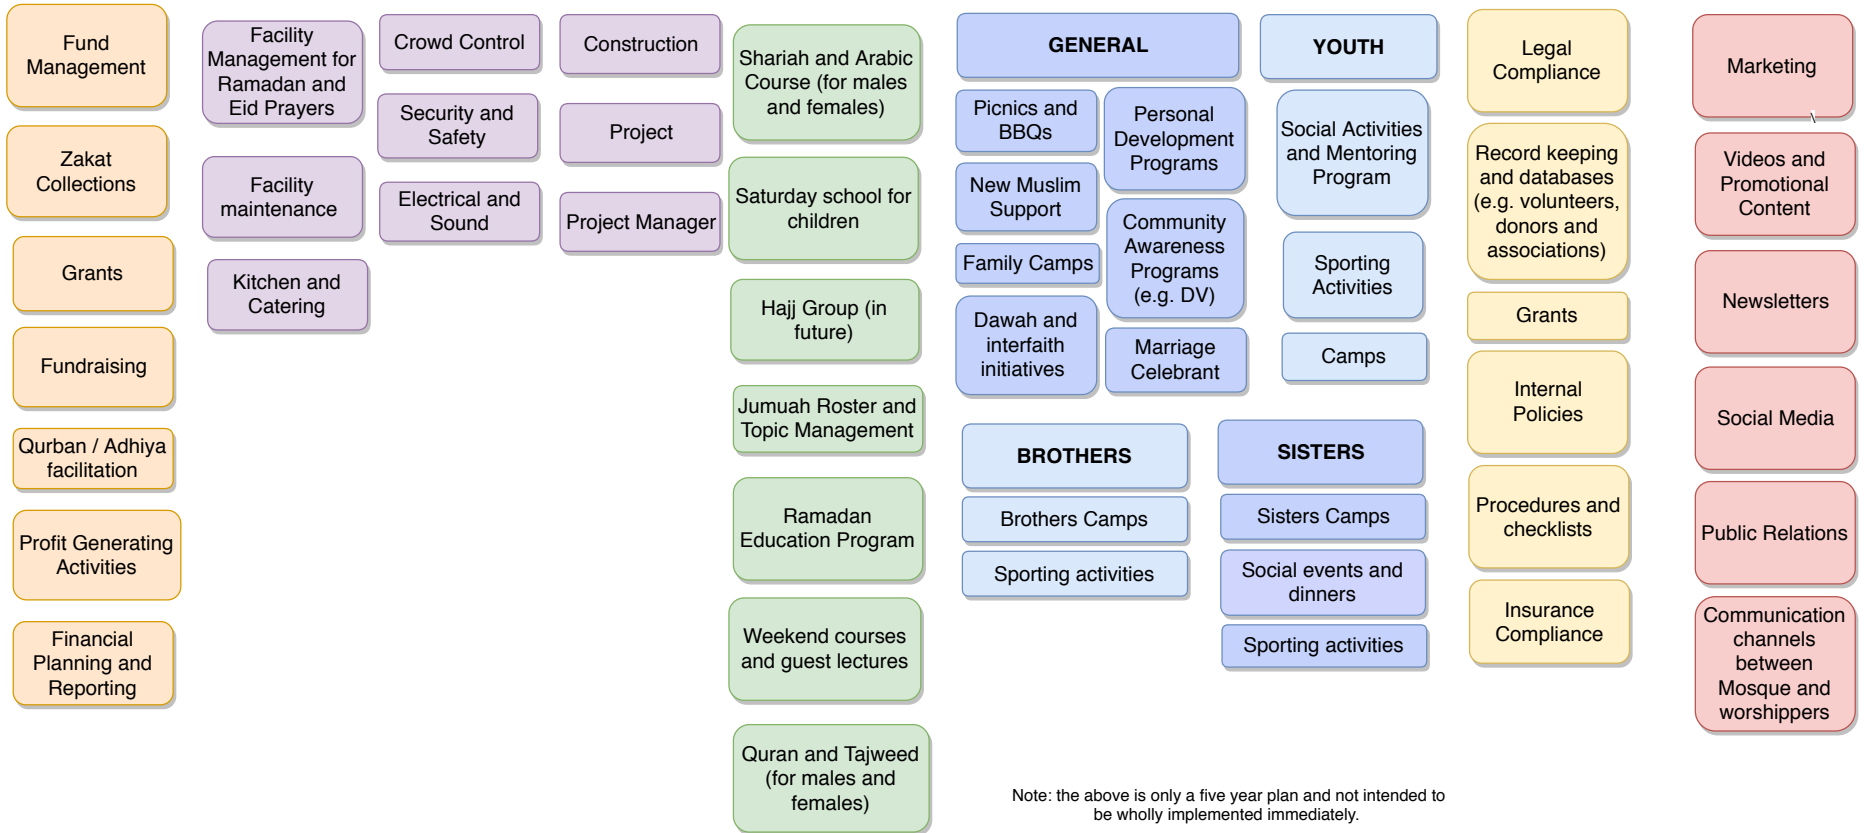 Fund
Management
Zakat
Collections
Grants
Fundraising
Qurban / Adhiya
facilitation
Profit Generating
Activities
Financial
Planning and
Reporting
Facility
Management for
Ramadan and
Eid Prayers
Facility
maintenance
Kitchen and
Catering
Crowd Control
Security and
Safety
Electrical and
Sound
Construction
Project
Project Manager
Shariah and Arabic
Course (for males
and females)
Saturday school for
children
Hajj Group (in
future)
Jumuah Roster and
Topic Management
Ramadan
Education Program
Weekend courses
and guest lectures
Quran and Tajweed
(for males and
females)
GENERAL
Picnics and
BBQs
New Muslim
Support
Family Camps
Dawah and
interfaith
initiatives
Personal
Development
Programs
Community
Awareness
Programs
(e.g. DV)
Marriage
Celebrant
YOUTH
Social Activities
and Mentoring
Program
Sporting
Activities
Camps
BROTHERS
Brothers Camps
Sporting activities
SISTERS
Sisters Camps
Social events and
dinners
Sporting activities
Legal
Compliance
Record keeping
and databases
(e.g. volunteers,
donors and
associations)
Grants
Internal
Policies
Procedures and
checklists
Insurance
Compliance
Marketing
\
Videos and
Promotional
Content
Newsletters
Social Media
Public Relations
Communication
channels
between
Mosque and
worshippers
Note: the above is only a five year plan and not intended to
be wholly implemented immediately.